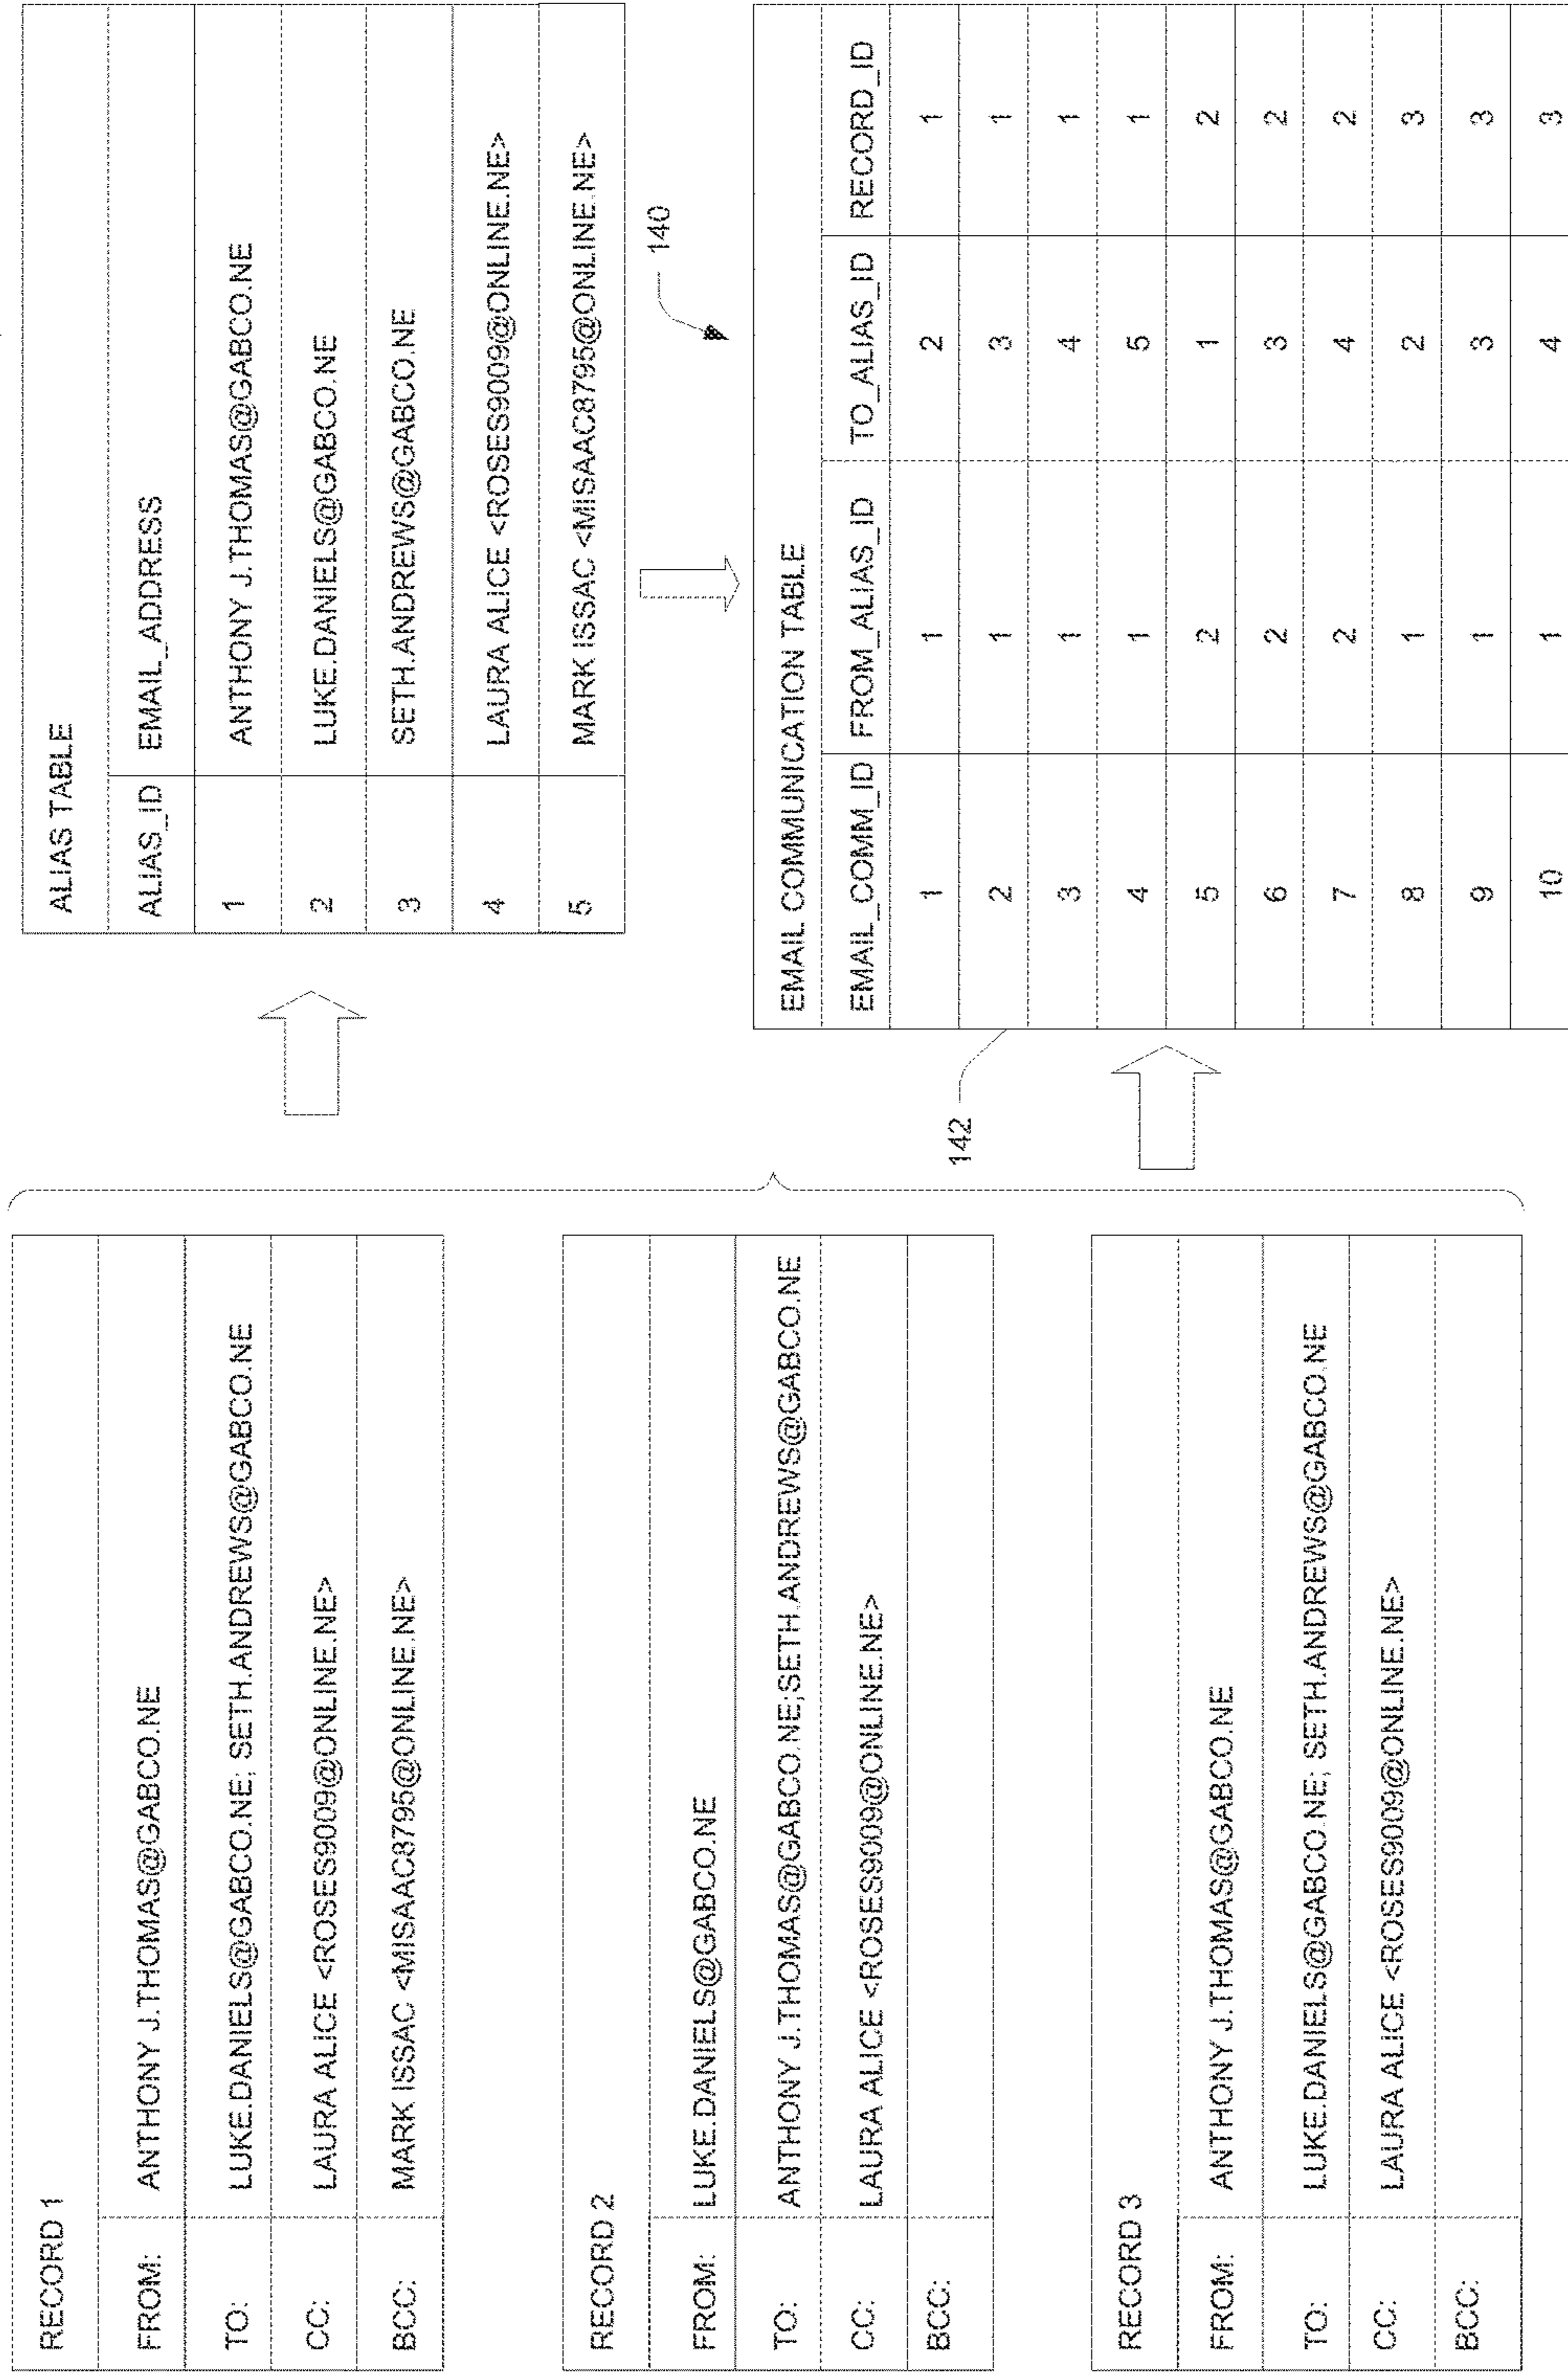 RECORD 1
FROM: ANTHONY J.THOMAS@GABCO.NE
TO: LUKE.DANIELS@GABCO.NE; SETH.ANDREWS@GABCO.NE
CC: LAURA ALICE <ROSES9009@ONLINE.NE>
BCC: MARK ISSAC <MISAAC8795@ONLINE.NE>
RECORD 2
FROM: LUKE.DANIELS@GABCO.NE
TO: ANTHONY J.THOMAS@GABCO.NE;SETH.ANDREWS@GABCO.NE
CC: LAURA ALICE <ROSES9009@ONLINE.NE>
BCC:
RECORD 3
FROM: ANTHONY J.THOMAS@GABCO.NE
TO: LUKE.DANIELS@GABCO.NE; SETH.ANDREWS@GABCO.NE
CC: LAURA ALICE <ROSES9009@ONLINE.NE>
BCC:
ALIAS TABLE
ALIAS_ID EMAIL_ADDRESS
1 ANTHONY J.THOMAS@GABCO.NE
2 LUKE.DANIELS@GABCO.NE
3 SETH.ANDREWS@GABCO.NE
4 LAURA ALICE <ROSES9009@ONLINE.NE>
5 MARK ISSAC <MISAAC8795@ONLINE.NE>
140
142
EMAIL COMMUNICATION TABLE
EMAIL_COMM_ID FROM_ALIAS_ID TO_ALIAS_ID RECORD_ID
1 1 2 1
2 1 3 1
3 1 4 1
4 1 5 1
5 2 1 2
6 2 3 2
7 2 4 2
8 1 2 3
9 1 3 3
10 1 4 3